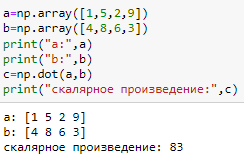 a=np.array([1,5,2,9])
b=np.array([4,8,6,3])
print("a:",a)
print("b:",b)
c=np.dot(a,b)
print("скалярное произведение:",c)
a: [1 5 2 9]
b: [4 8 6 3]
скалярное произведение: 83